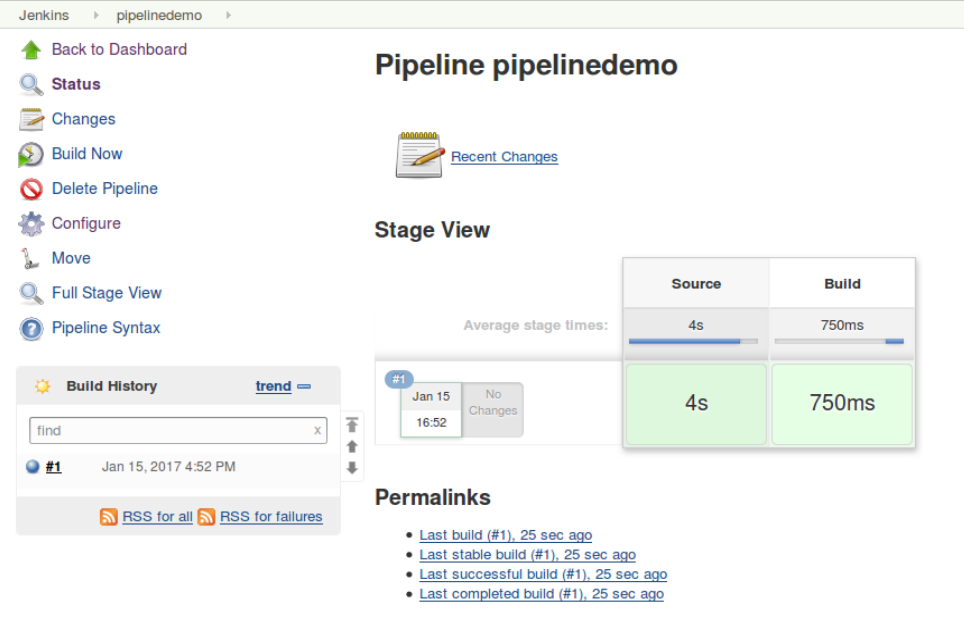 Jenkins pipelinedemo
Back to Dashboard
Status
Changes
Build Now
Delete Pipeline
Configure
Move
Full Stage View
Pipeline Syntax
Build History trend
find x
#1 Jan 15, 2017 4:52 PM
RSS for all RSS for failures
Pipeline pipelinedemo
Recent Changes
Stage View
Source Build
Average stage times: 4s 750ms
#1
Jan 15
16:52
No
Changes
4s 750ms
Permalinks
Last build (#1), 25 sec ago
Last stable build (#1), 25 sec ago
Last successful build (#1), 25 sec ago
Last completed build (#1), 25 sec ago